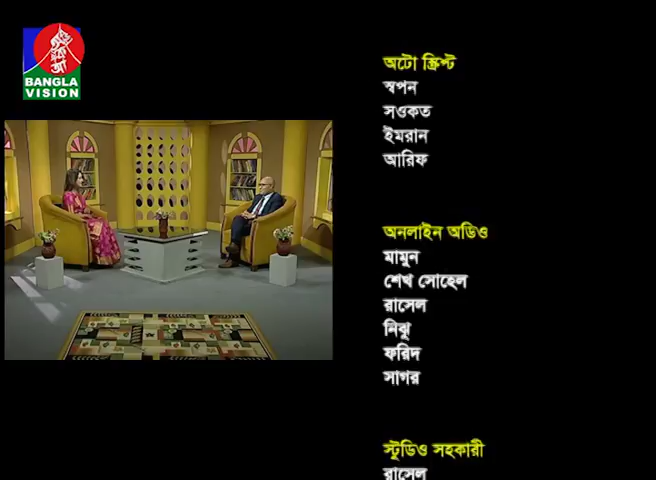 BANGLA
VISION
অটো স্ক্রিপ্ট
স্বপন
সওকত
ইমরান
আরিফ
অনলাইন অডিও
মামুন
শেখ সোহেল
রাসেল
নিঝু
ফরিদ
সাগর
স্টুডিও সহকারী
রাসেল